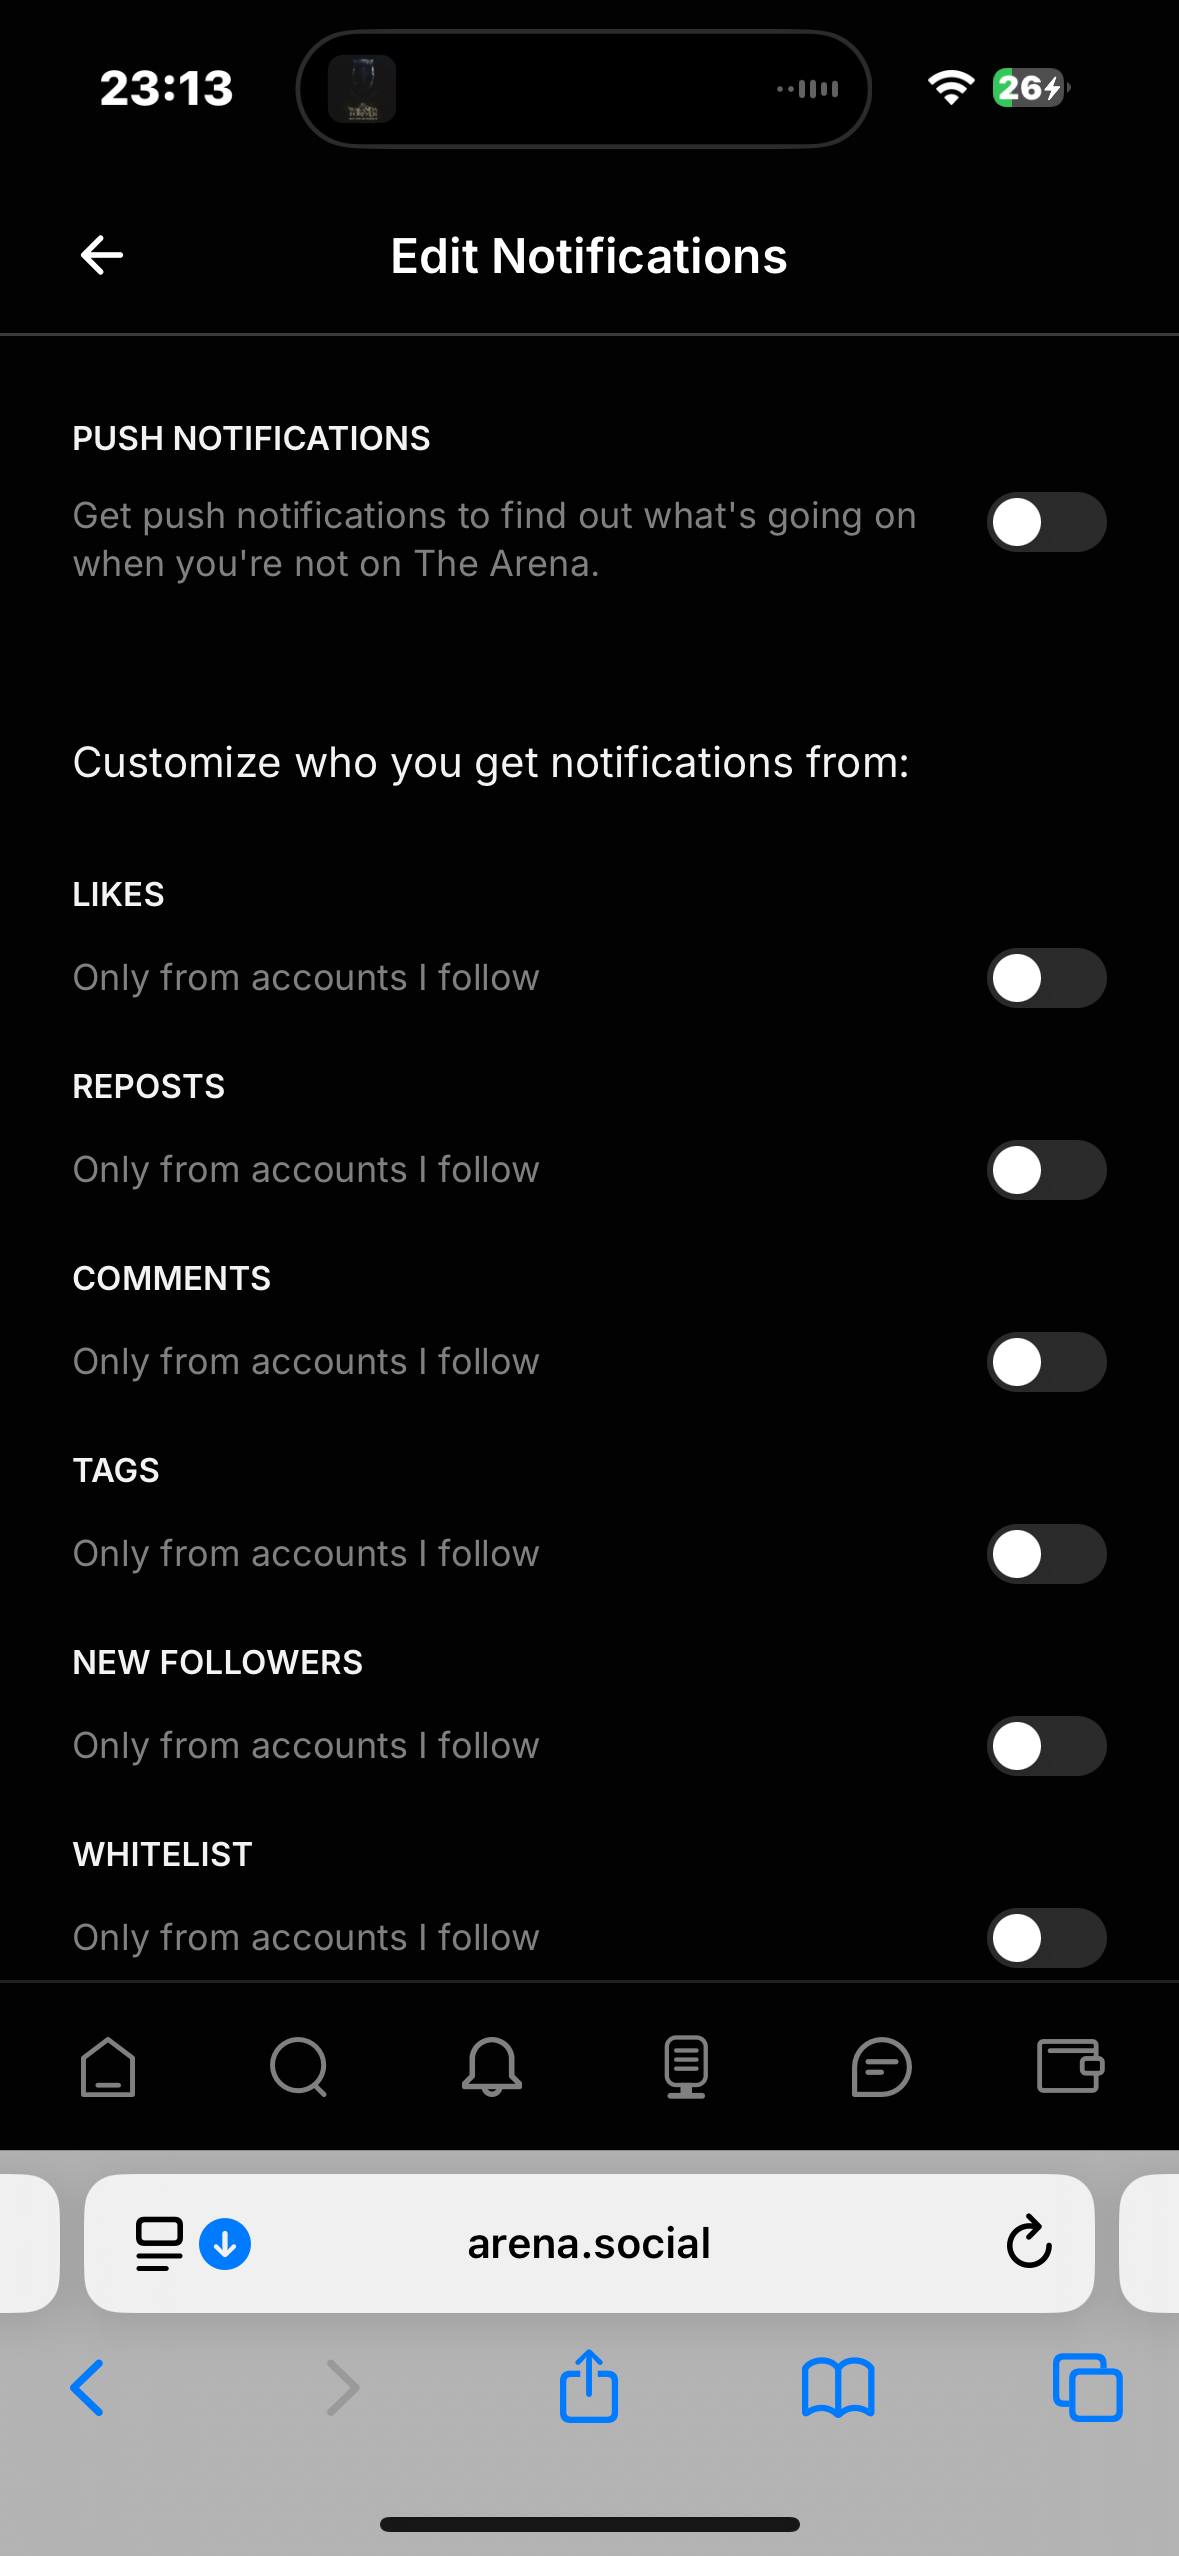 23:13
26
Edit Notifications
PUSH NOTIFICATIONS
Get push notifications to find out what's going on
when you're not on The Arena.
Customize who you get notifications from:
LIKES
Only from accounts I follow
REPOSTS
Only from accounts I follow
COMMENTS
Only from accounts I follow
TAGS
Only from accounts I follow
NEW FOLLOWERS
Only from accounts I follow
WHITELIST
Only from accounts I follow
arena.social